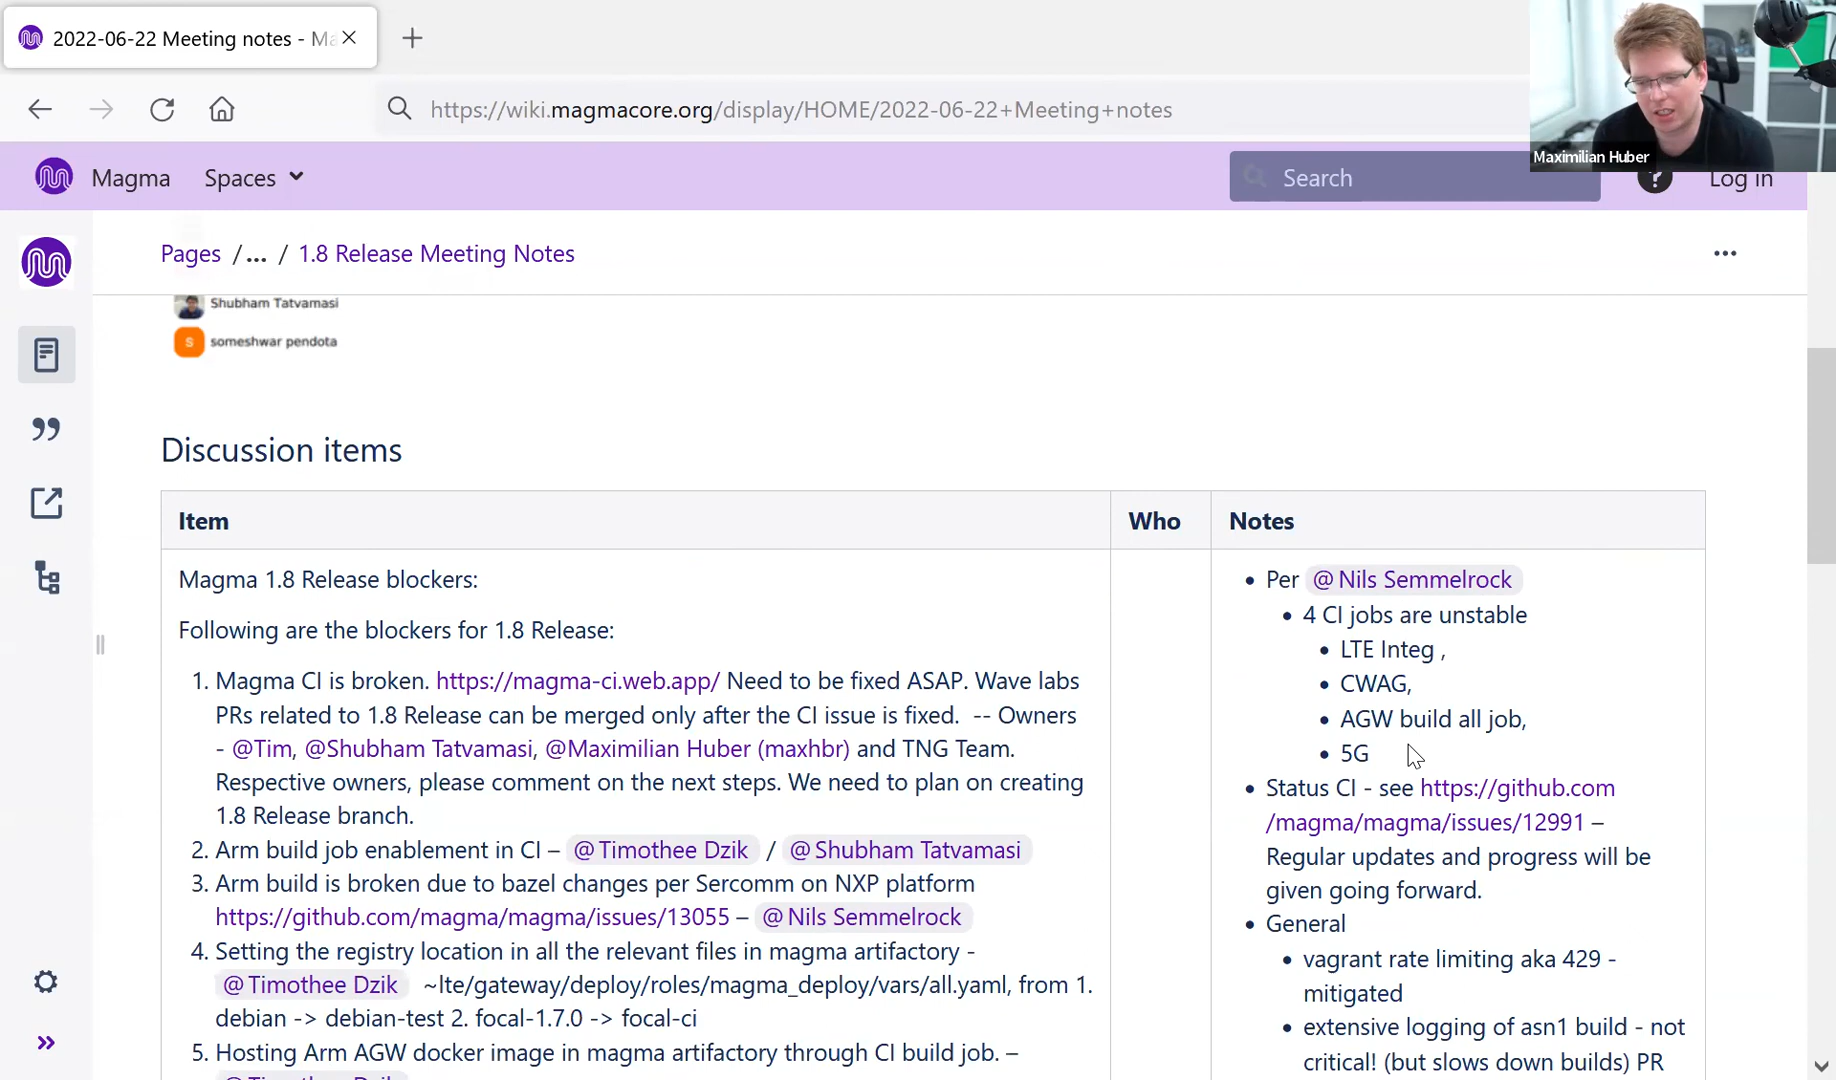 2022-06-22 Meeting notes - Ma
https://wiki.magmacore.org/display/HOME/2022-06-22+Meeting+notes
Maximilian Huber
Magma
Spaces
Search
?
Log in
Pages / ... / 1.8 Release Meeting Notes
Shubham Tatvamasi
s
someshwar pendota
Discussion items
Item
Who
Notes
Magma 1.8 Release blockers:
Following are the blockers for 1.8 Release:
1. Magma CI is broken. https://magma-ci.web.app/ Need to be fixed ASAP. Wave labs
PRs related to 1.8 Release can be merged only after the CI issue is fixed. -- Owners
- @Tim, @Shubham Tatvamasi, @Maximilian Huber (maxhbr) and TNG Team.
Respective owners, please comment on the next steps. We need to plan on creating
1.8 Release branch.
2. Arm build job enablement in CI – @Timothee Dzik / @Shubham Tatvamasi
3. Arm build is broken due to bazel changes per Sercomm on NXP platform
https://github.com/magma/magma/issues/13055 – @Nils Semmelrock
4. Setting the registry location in all the relevant files in magma artifactory -
@Timothee Dzik ~lte/gateway/deploy/roles/magma_deploy/vars/all.yaml, from 1.
debian -> debian-test 2. focal-1.7.0 -> focal-ci
5. Hosting Arm AGW docker image in magma artifactory through CI build job. –
@Timothee Dzik
• Per @Nils Semmelrock
• 4 CI jobs are unstable
• LTE Integ ,
• CWAG,
• AGW build all job,
• 5G
• Status CI - see https://github.com
/magma/magma/issues/12991 –
Regular updates and progress will be
given going forward.
• General
• vagrant rate limiting aka 429 -
mitigated
• extensive logging of asn1 build - not
critical! (but slows down builds) PR